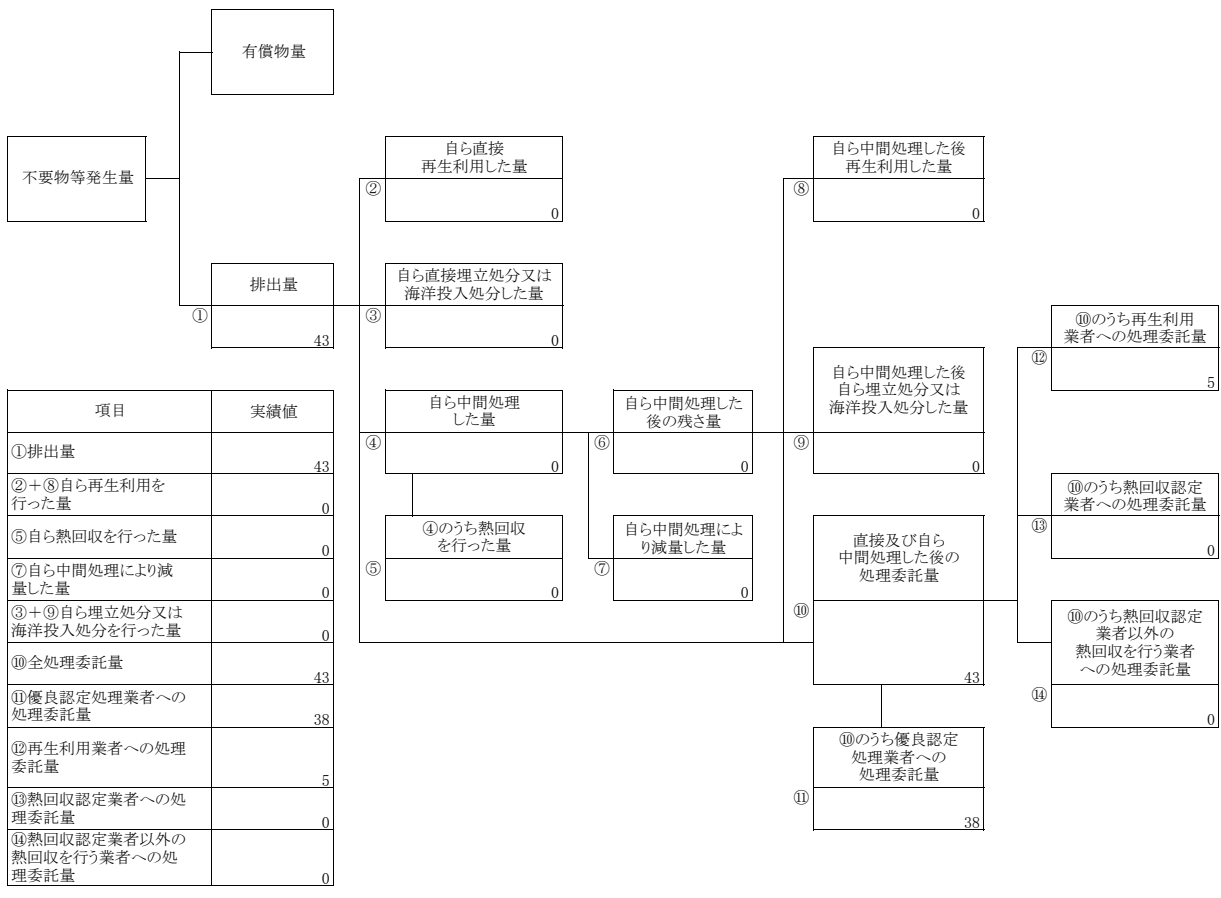 有償物量
不要物等発生量
排出量
①
43
自ら直接
再生利用した量
②
0
自ら直接埋立処分又は
海洋投入処分した量
③
0
自ら中間処理
した量
④
0
④のうち熱回収
を行った量
⑤
0
自ら中間処理した
後の残さ量
⑥
0
自ら中間処理によ
り減量した量
⑦
0
自ら中間処理した後
再生利用した量
⑧
0
自ら中間処理した後
自ら埋立処分又は
海洋投入処分した量
⑨
0
直接及び自ら
中間処理した後の
処理委託量
⑩
43
⑩のうち優良認定
処理業者への
処理委託量
⑪
38
⑩のうち再生利用
業者への処理委託量
⑫
5
⑩のうち熱回収認定
業者への処理委託量
⑬
0
⑩のうち熱回収認定
業者以外の
熱回収を行う業者
への処理委託量
⑭
0
項目 実績値
①排出量
43
②＋⑧自ら再生利用を
行った量
0
⑤自ら熱回収を行った量
0
⑦自ら中間処理により減
量した量
0
③＋⑨自ら埋立処分又は
海洋投入処分を行った量
0
⑩全処理委託量
43
⑪優良認定処理業者への
処理委託量
38
⑫再生利用業者への処理
委託量
5
⑬熱回収認定業者への処
理委託量
0
⑭熱回収認定業者以外の
熱回収を行う業者への処
理委託量
0